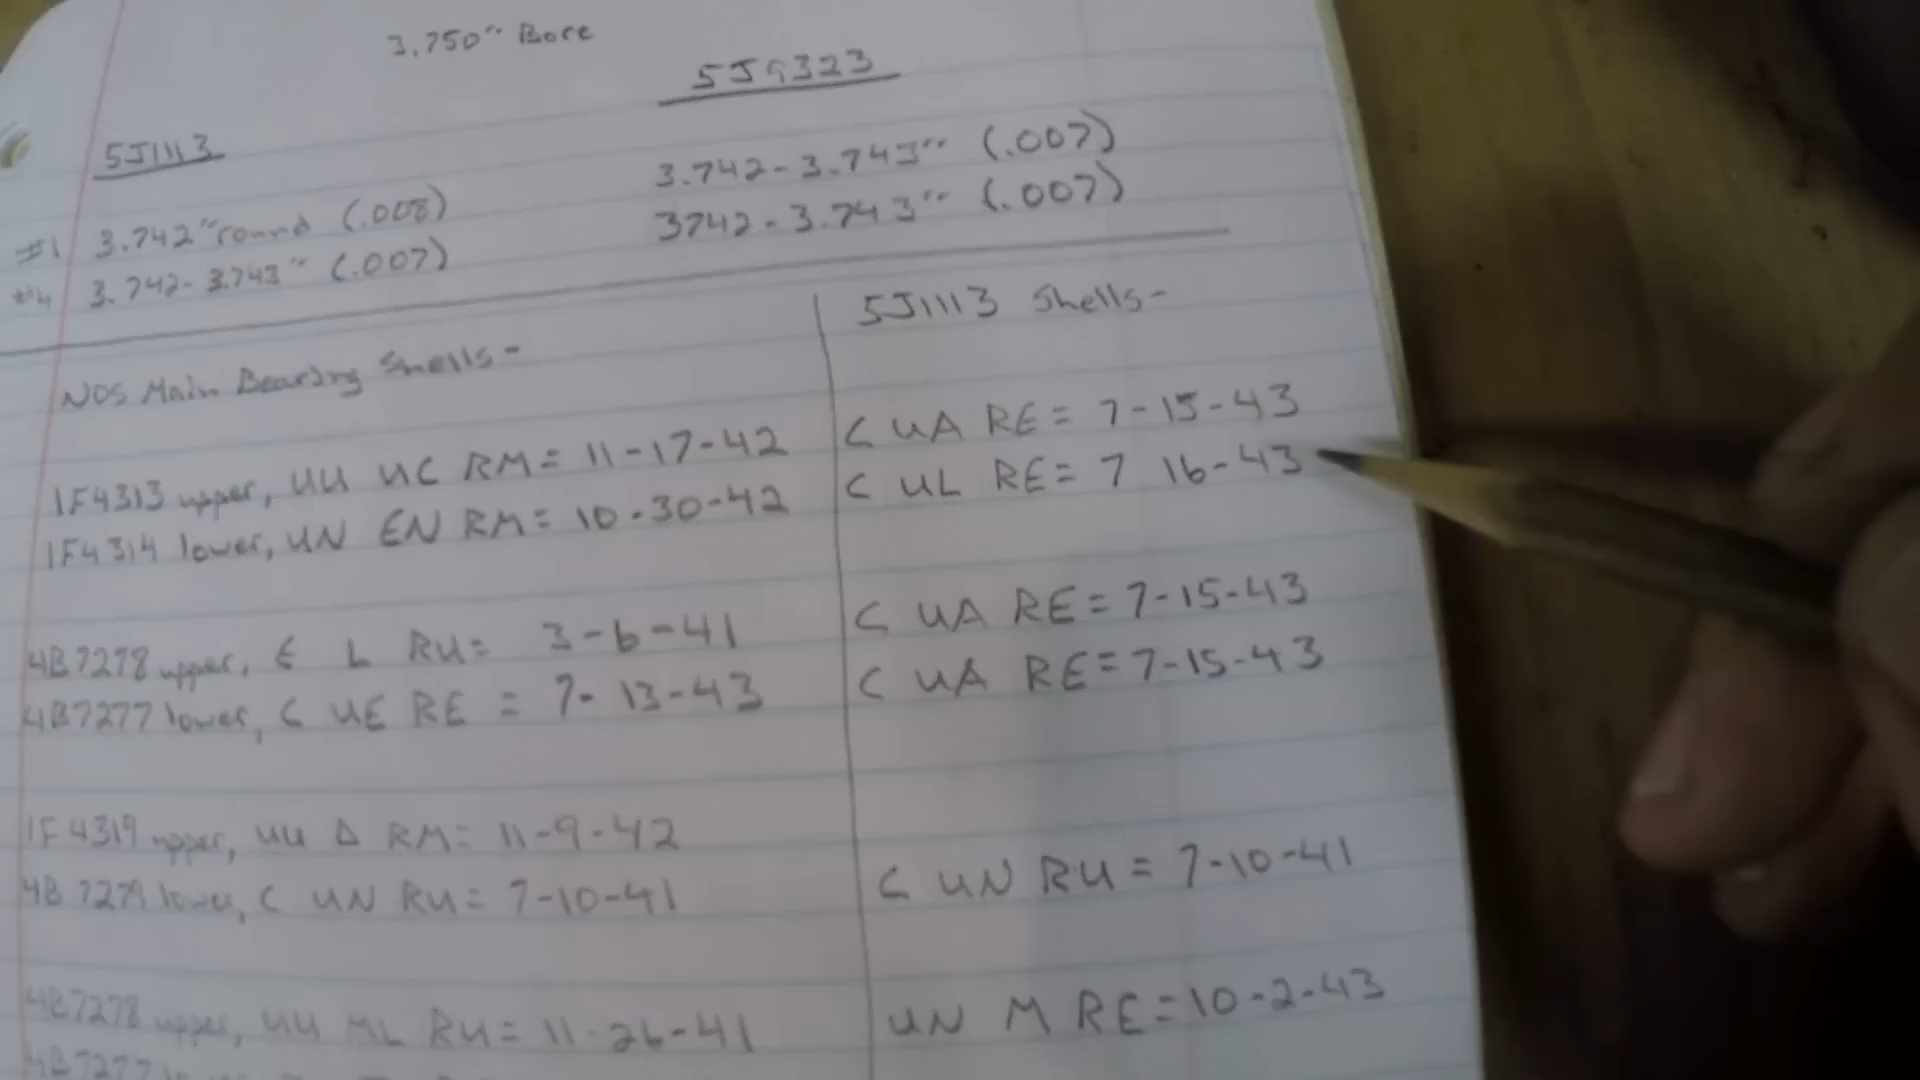 3.750" Bore
5J9323
5J1113
3.742-3.743" (.007)
3742-3.743" (.007)
#1 3.742" round (.008)
#4 3.742-3.743" (.007)
NOS Main Bearing Shells-
1F4313 upper, UU UC RM= 11-17-42
1F4314 lower, UN EN RM= 10-30-42
4B7278 upper, E L RU= 3-6-41
4B7277 lower, C UE RE = 7-13-43
1F4319 upper, UU Δ RM= 11-9-42
4B7279 lower, C UN RU= 7-10-41
4B7278 upper, UU ML RU= 11-26-41
4B7277
5J1113 Shells-
C UA RE= 7-15-43
C UL RE= 7 16-43
C UA RE=7-15-43
C UA RE=7-15-43
C UN RU=7-10-41
UN M RE=10-2-43